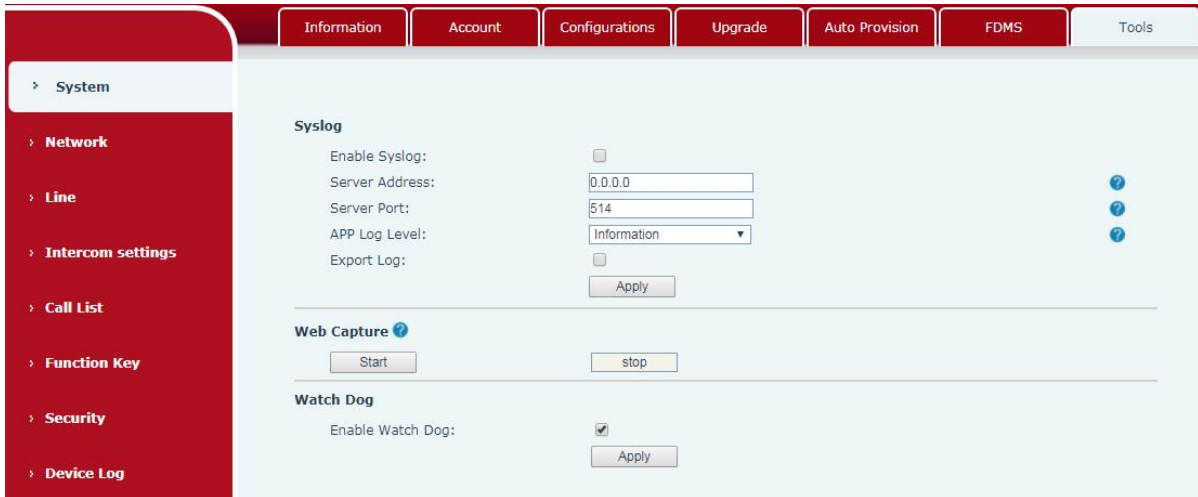 Information Account Configurations Upgrade Auto Provision FDMS Tools
System
Network
Line
Intercom settings
Call List
Function Key
Security
Device Log
Syslog
Enable Syslog:
Server Address: 0.0.0.0
Server Port: 514
APP Log Level: Information
Export Log:
Apply
Web Capture
Start stop
Watch Dog
Enable Watch Dog:
Apply